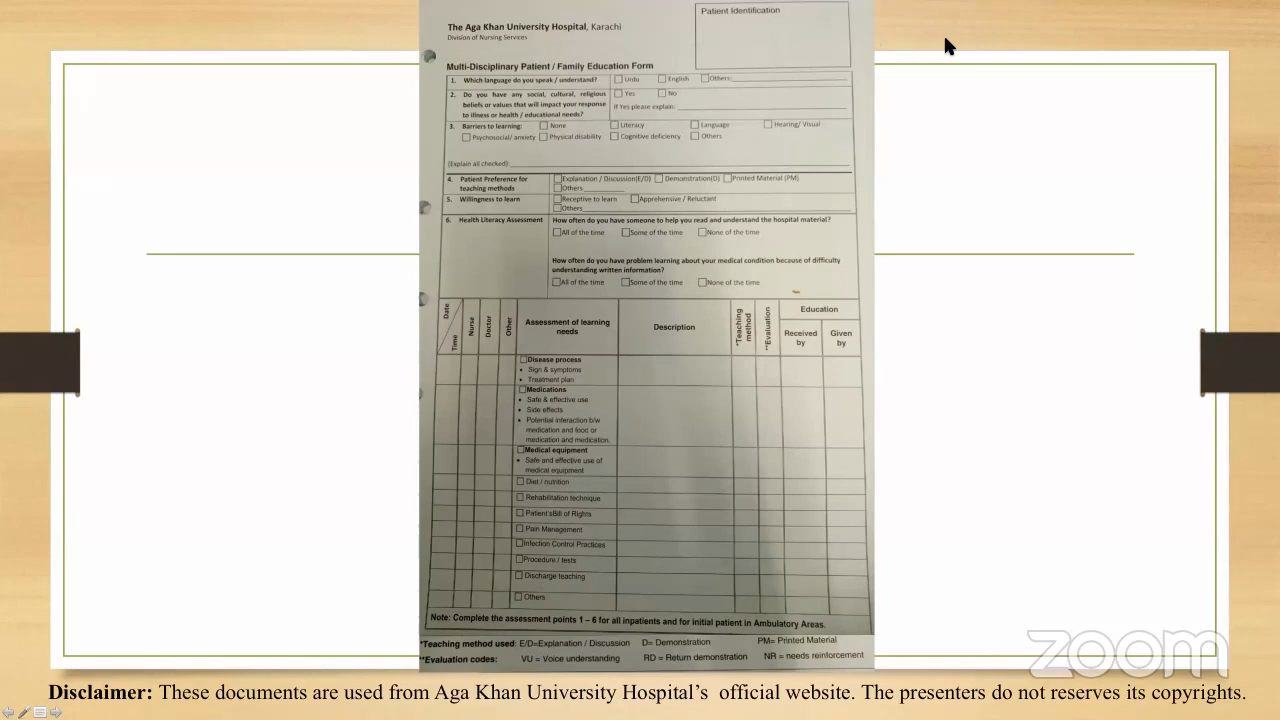 Patient Identification
The Aga Khan University Hospital, Karachi
Division of Nursing Services
Multi-Disciplinary Patient / Family Education Form
1. Which language do you speak / understand? Urdu English Others:
2. Do you have any social, cultural, religious beliefs or values that will impact your response to illness or health / educational needs? Yes No
If Yes please explain:
3. Barriers to learning: None Literacy Language Hearing/ Visual
Psychosocial/ anxiety Physical disability Cognitive deficiency Others
(Explain all checked):
4. Patient Preference for teaching methods Explanation / Discussion(E/D) Demonstration(D) Printed Material (PM)
Others
5. Willingness to learn Receptive to learn Apprehensive / Reluctant
Others
6. Health Literacy Assessment How often do you have someone to help you read and understand the hospital material?
All of the time Some of the time None of the time
How often do you have problem learning about your medical condition because of difficulty
understanding written information?
All of the time Some of the time None of the time
Date Time Nurse Doctor Other Assessment of learning needs Description *Teaching method **Evaluation Education
Received by Given by
Disease process
• Sign & symptoms
• Treatment plan
Medications
• Safe & effective use
• Side effects
• Potential interaction b/w
medication and food or
medication and medication.
Medical equipment
• Safe and effective use of
medical equipment
Diet / nutrition
Rehabilitation technique
Patient'sBill of Rights
Pain Management
Infection Control Practices
Procedure / tests
Discharge teaching
Others
Note: Complete the assessment points 1 – 6 for all inpatients and for initial patient in Ambulatory Areas.
*Teaching method used: E/D=Explanation / Discussion D= Demonstration PM= Printed Material
**Evaluation codes: VU = Voice understanding RD = Return demonstration NR = needs reinforcement
zoom
Disclaimer: These documents are used from Aga Khan University Hospital's official website. The presenters do not reserves its copyrights.